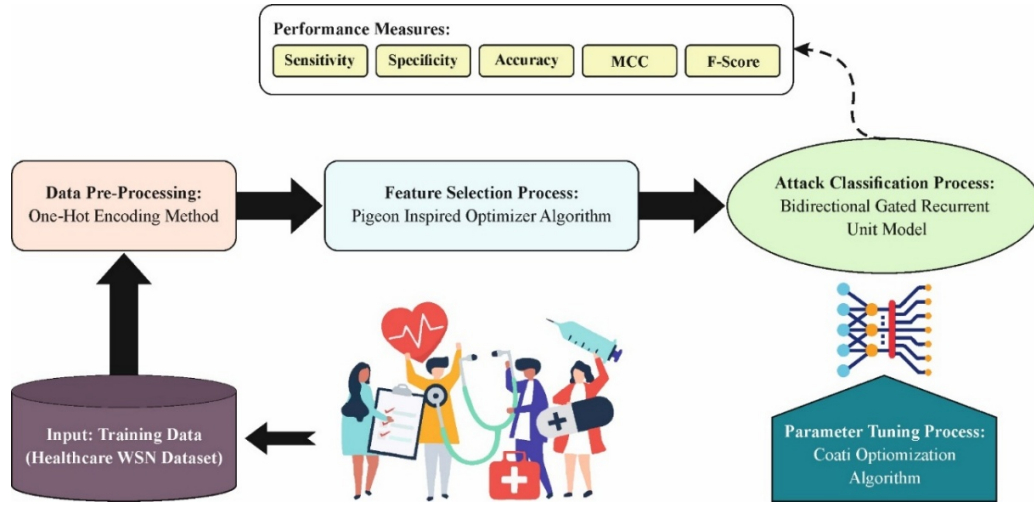 Performance Measures:
Sensitivity
Specificity
Accuracy
MCC
F-Score
Data Pre-Processing:
One-Hot Encoding Method
Feature Selection Process:
Pigeon Inspired Optimizer Algorithm
Attack Classification Process:
Bidirectional Gated Recurrent
Unit Model
Input: Training Data
(Healthcare WSN Dataset)
Parameter Tuning Process:
Coati Optiomization
Algorithm